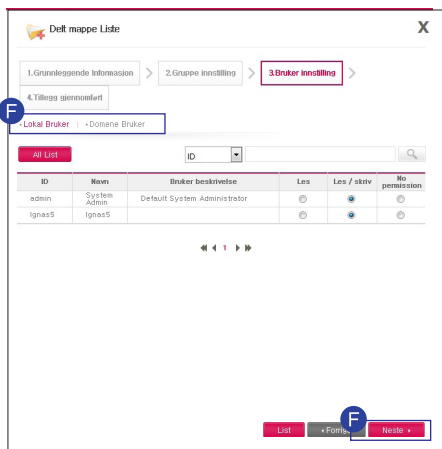 Delt mappe Liste
X
1.Grunnleggende Informasjon > 2.Gruppe innstilling > 3.Bruker innstilling >
4.Tillegg gjennomført
F
Lokal Bruker | Domene Bruker
All List ID
ID Navn Bruker beskrivelse Les Les / skriv No permission
admin System Admin Default System Administrator
Ignas5 Ignas5
1
F
List Forrige Neste